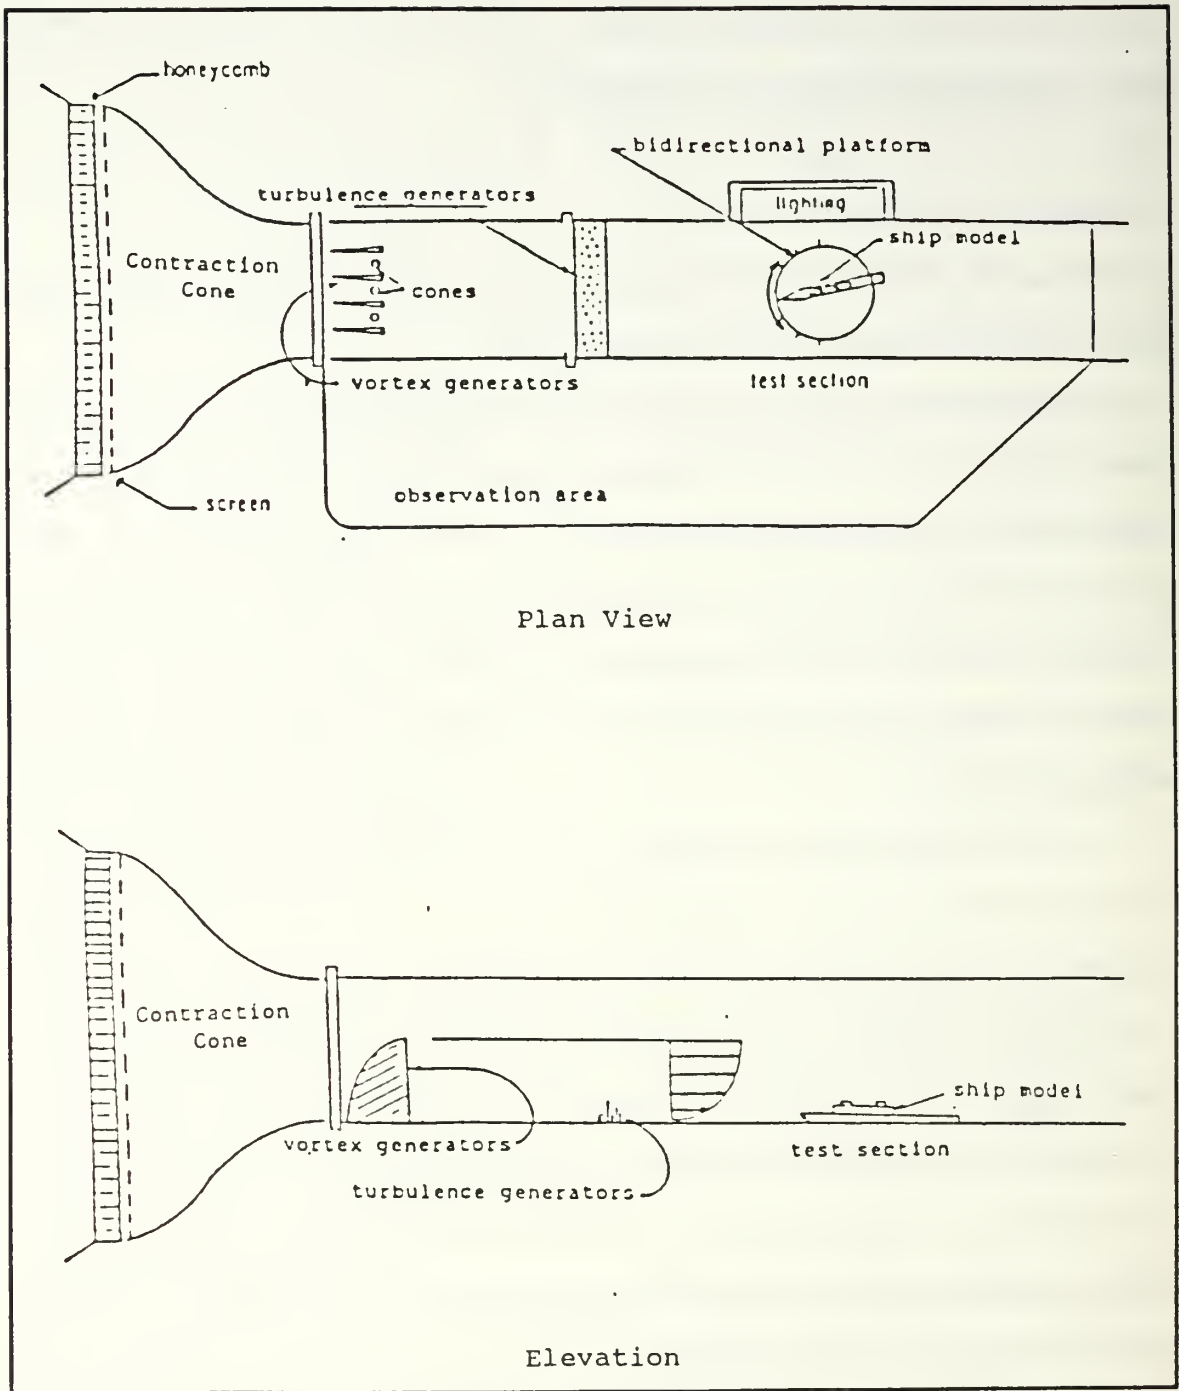 honeycomb
bidirectional platform
turbulence generators
lighting
ship model
Contraction
Cone
cones
vortex generators
test section
observation area
screen
Plan View
Contraction
Cone
ship model
vortex generators
test section
turbulence generators
Elevation